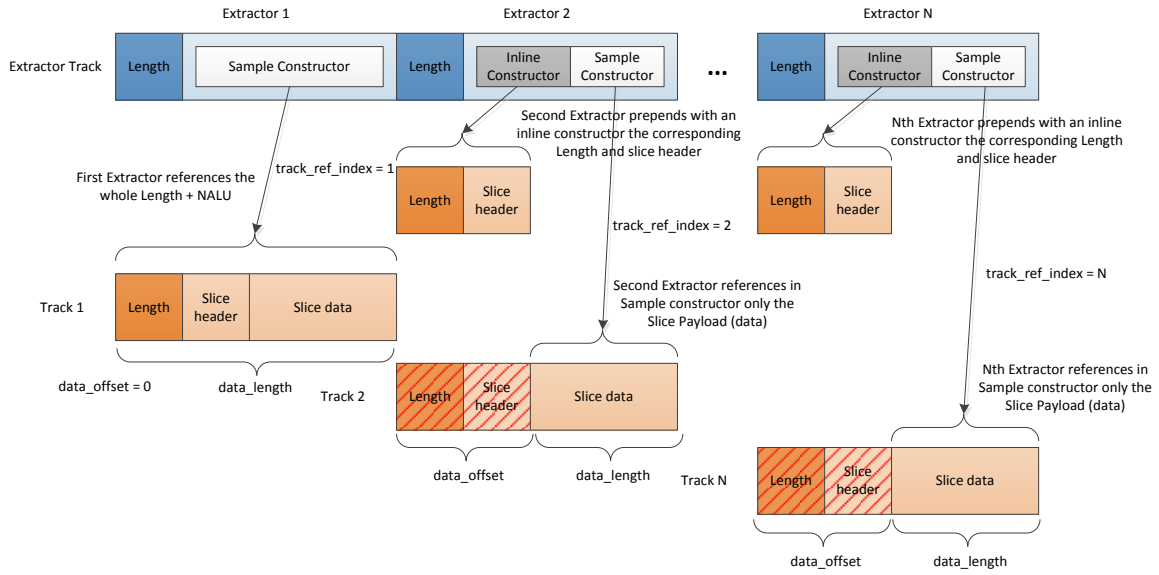 Extractor 1
Extractor 2
Extractor N
Extractor Track
Length
Sample Constructor
Length
Inline
Constructor
Sample
Constructor
...
Length
Inline
Constructor
Sample
Constructor
Second Extractor prepends with an
inline constructor the corresponding
Length and slice header
Nth Extractor prepends with an inline
constructor the corresponding Length
and slice header
First Extractor references the
whole Length + NALU
track_ref_index = 1
Length
Slice
header
Length
Slice
header
track_ref_index = 2
track_ref_index = N
Track 1
Length
Slice
header
Slice data
Second Extractor references in
Sample constructor only the
Slice Payload (data)
data_offset = 0
data_length
Track 2
Length
Slice
header
Slice data
Nth Extractor references in
Sample constructor only the
Slice Payload (data)
data_offset
data_length
Track N
Length
Slice
header
Slice data
data_offset
data_length